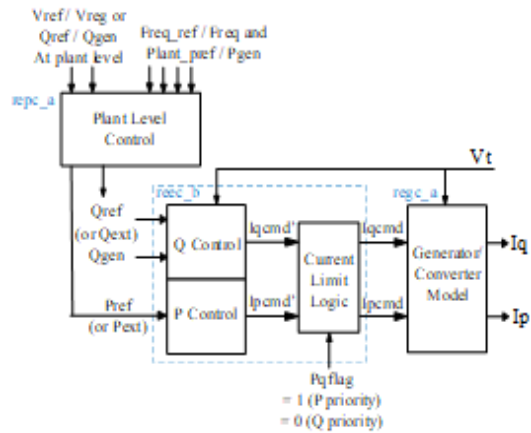 Vref / Vreg or
Qref / Qgen
At plant level
Freq_ref / Freq and
Plant_pref / Pgen
repc_a
Plant Level
Control
Vt
reec_b
regc_a
Qref
(or Qext)
Qgen
Q Control
Iqcmd'
Iqcmd
Current
Limit
Logic
Generator/
Converter
Model
Iq
Pref
(or Pext)
P Control
Ipcmd'
Ipcmd
Ip
Pqflag
= 1 (P priority)
= 0 (Q priority)